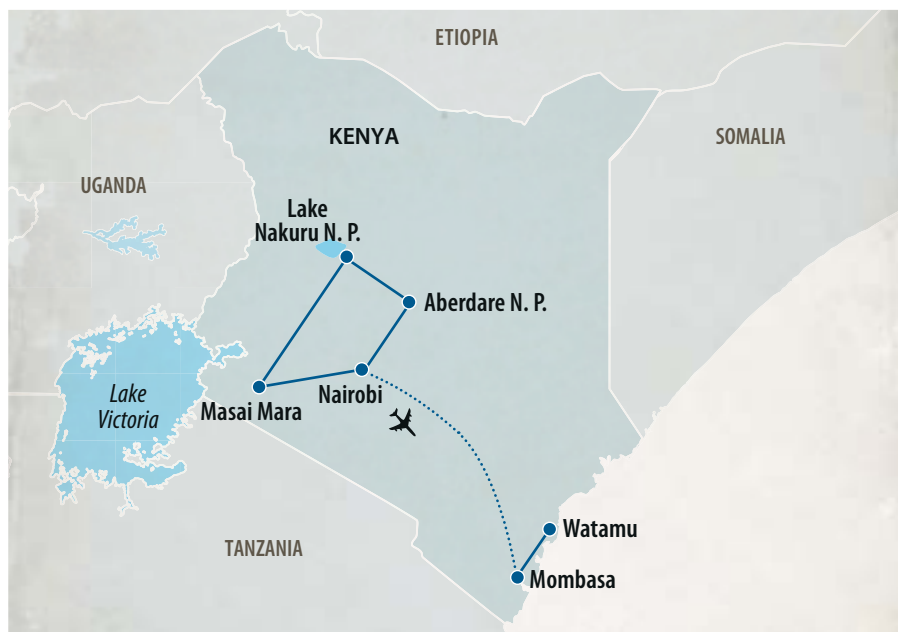 ETIOPIA
KENYA
SOMALIA
UGANDA
Lake
Nakuru N. P.
Aberdare N. P.
Nairobi
Masai Mara
Lake
Victoria
Watamu
TANZANIA
Mombasa